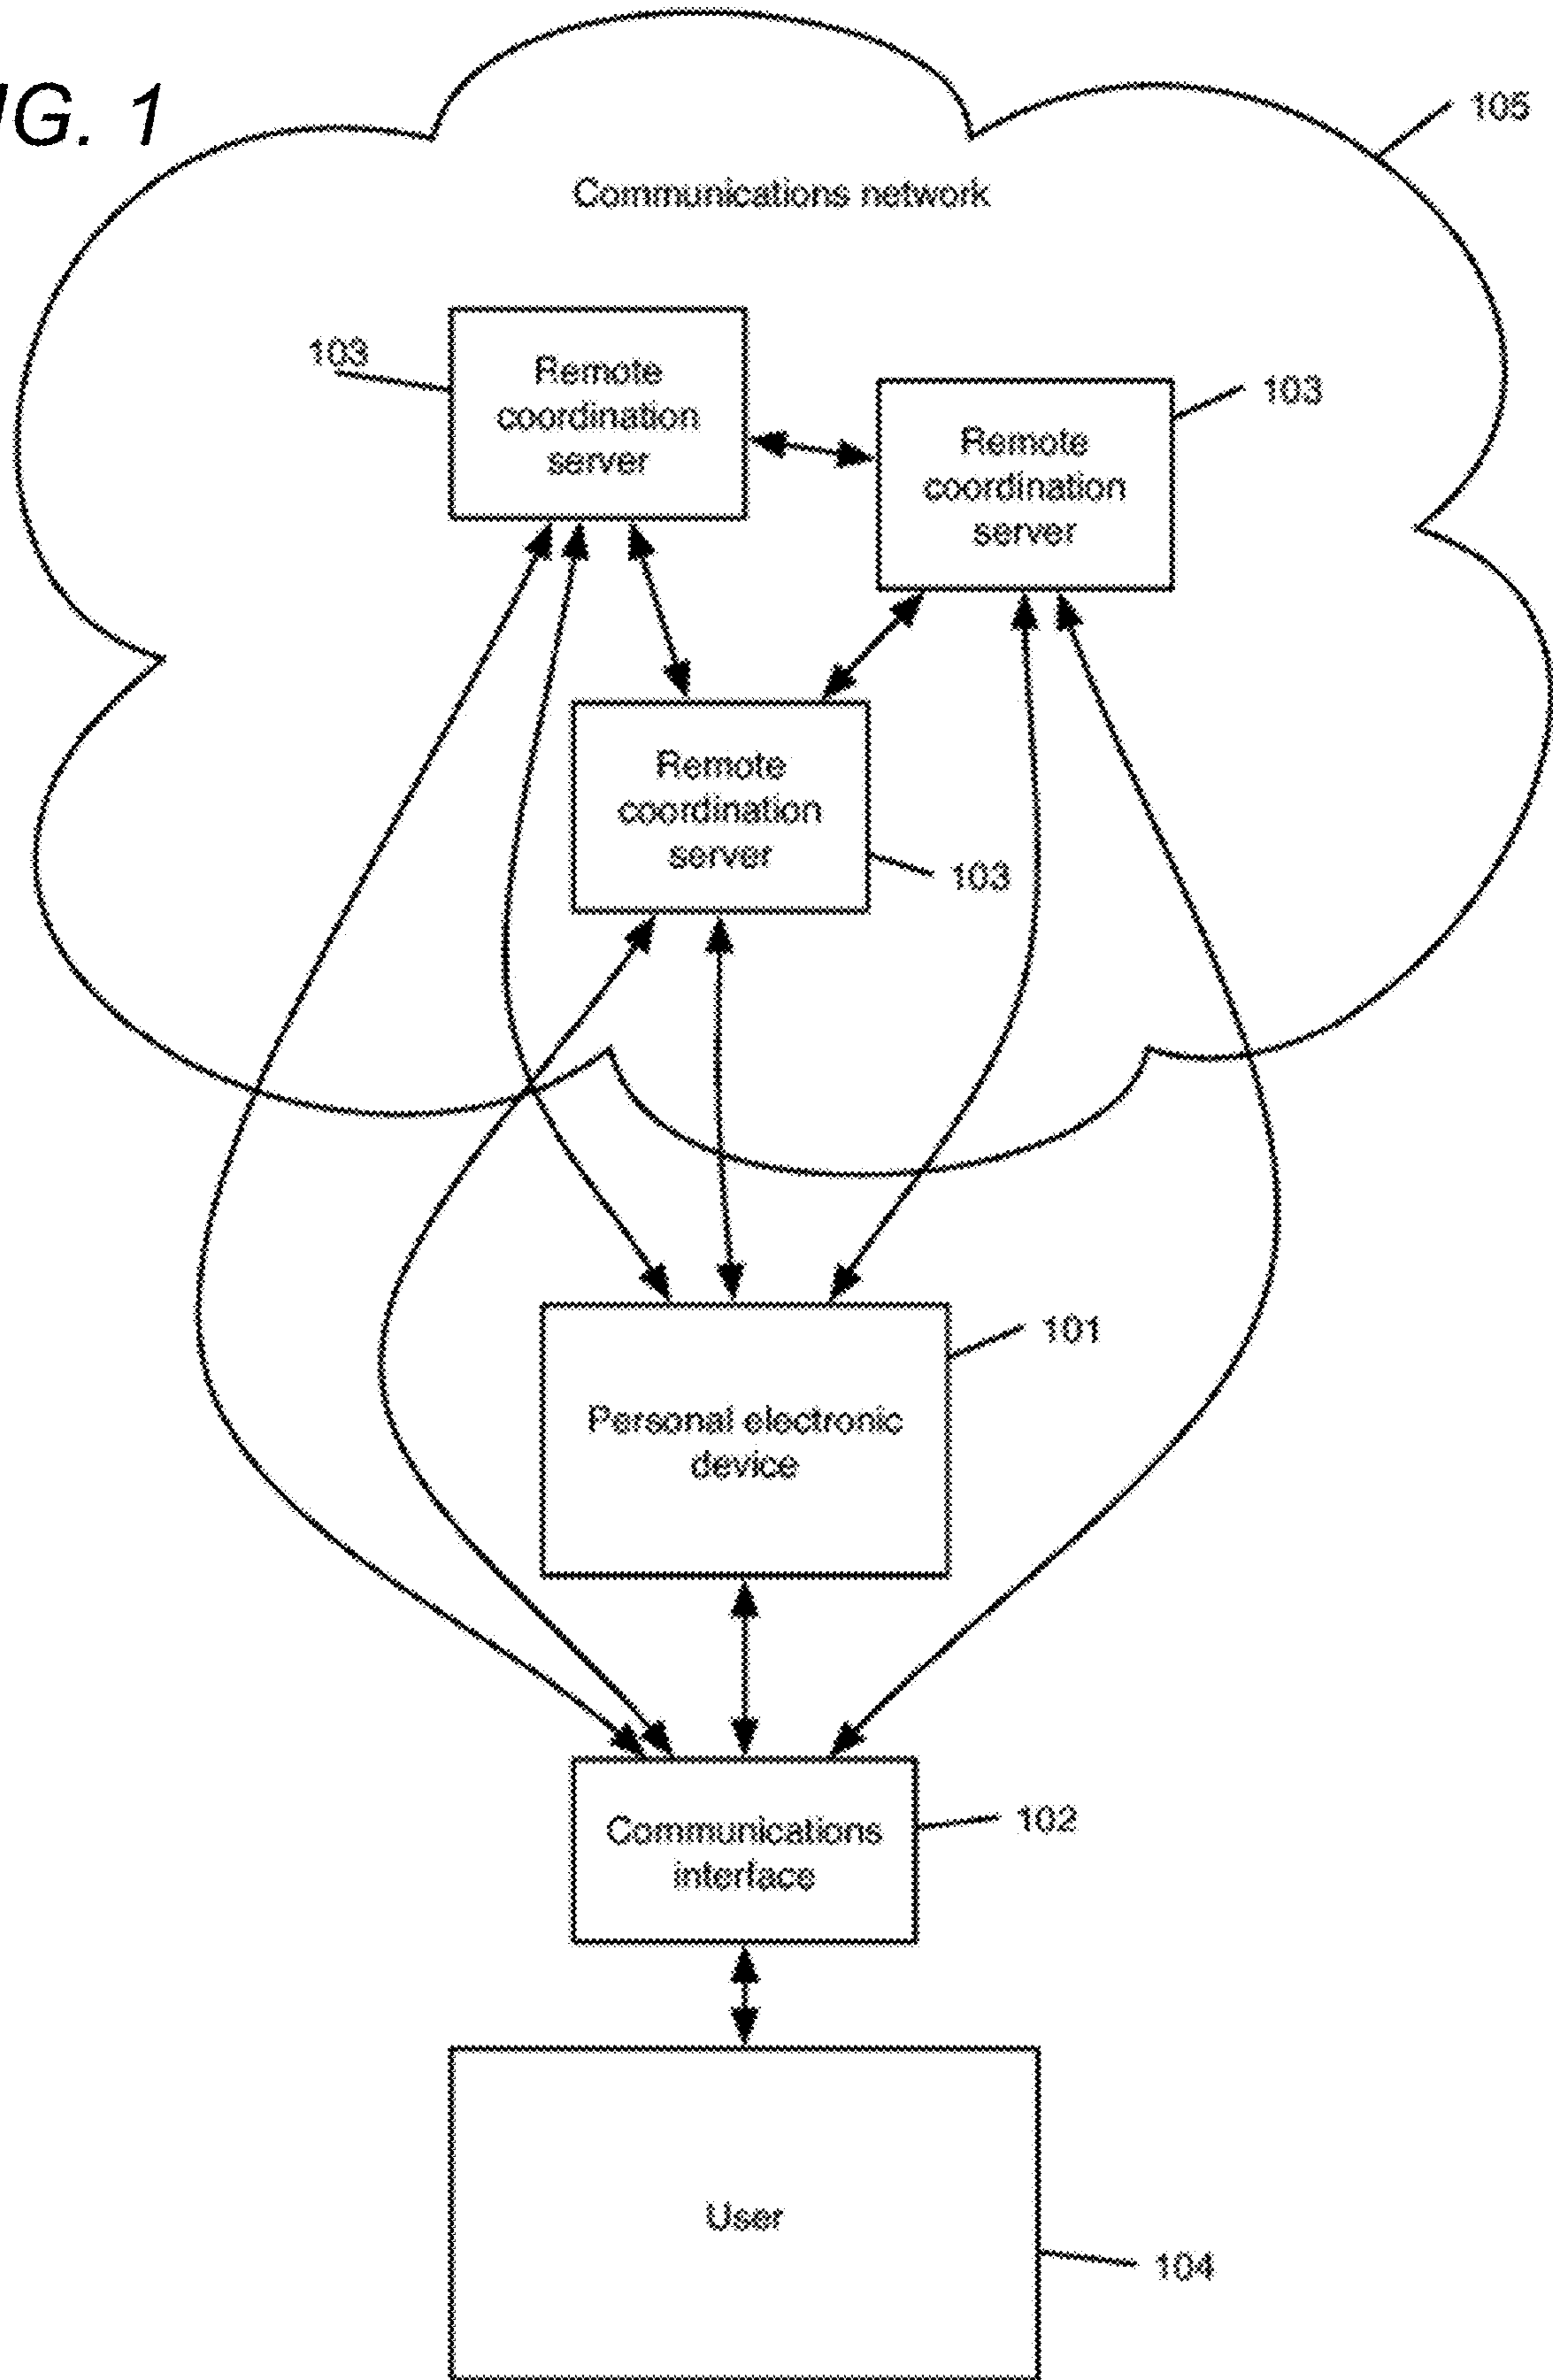 IG. 1
105
Communications network
103
Remote
coordination
server
103
Remote
coordination
server
Remote
coordination
server
103
101
Personal electronic
device
Communications
interface
102
User
104